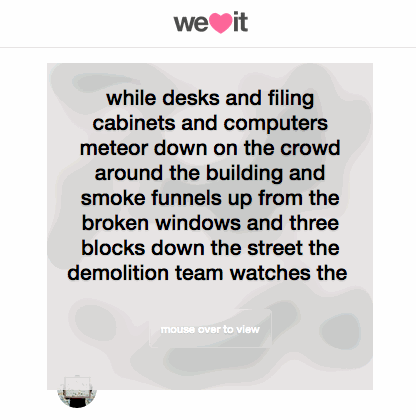 we♥it
while desks and filing
cabinets and computers
meteor down on the crowd
around the building and
smoke funnels up from the
broken windows and three
blocks down the street the
demolition team watches the
mouse over to view